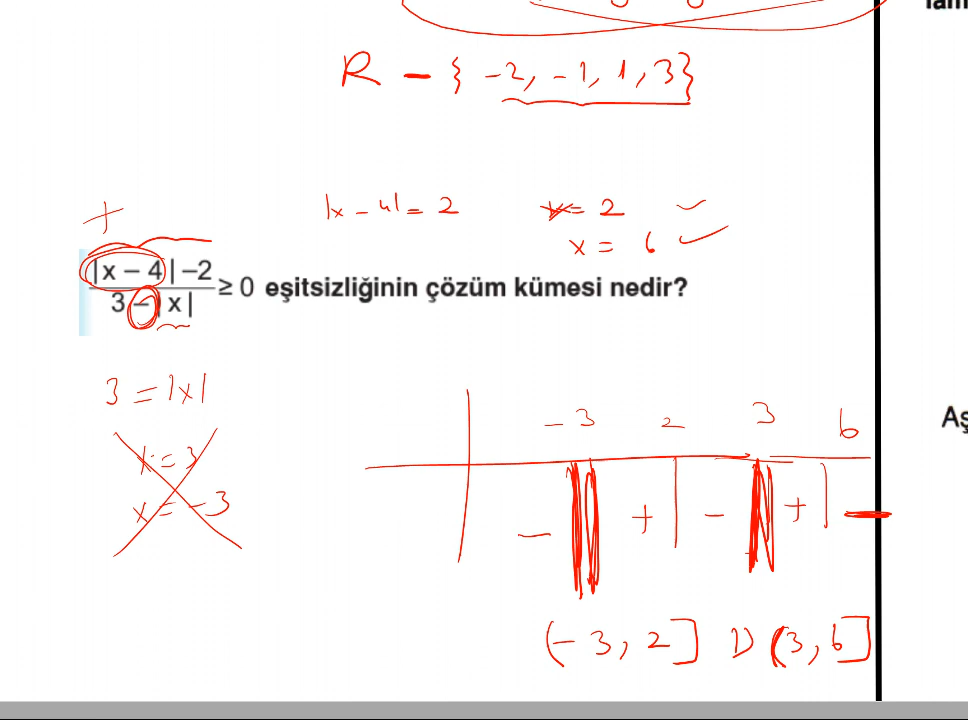 R - { -2, -1, 1, 3}
|x - 4| = 2 x = 2
x = 6
+
|x – 4| –2
3 – |x|
≥ 0 eşitsizliğinin çözüm kümesi nedir?
3 = |x|
x = 3
x = -3
-3 2 3 6
- + - + -
(-3, 2] ∪ (3, 6]
Aş